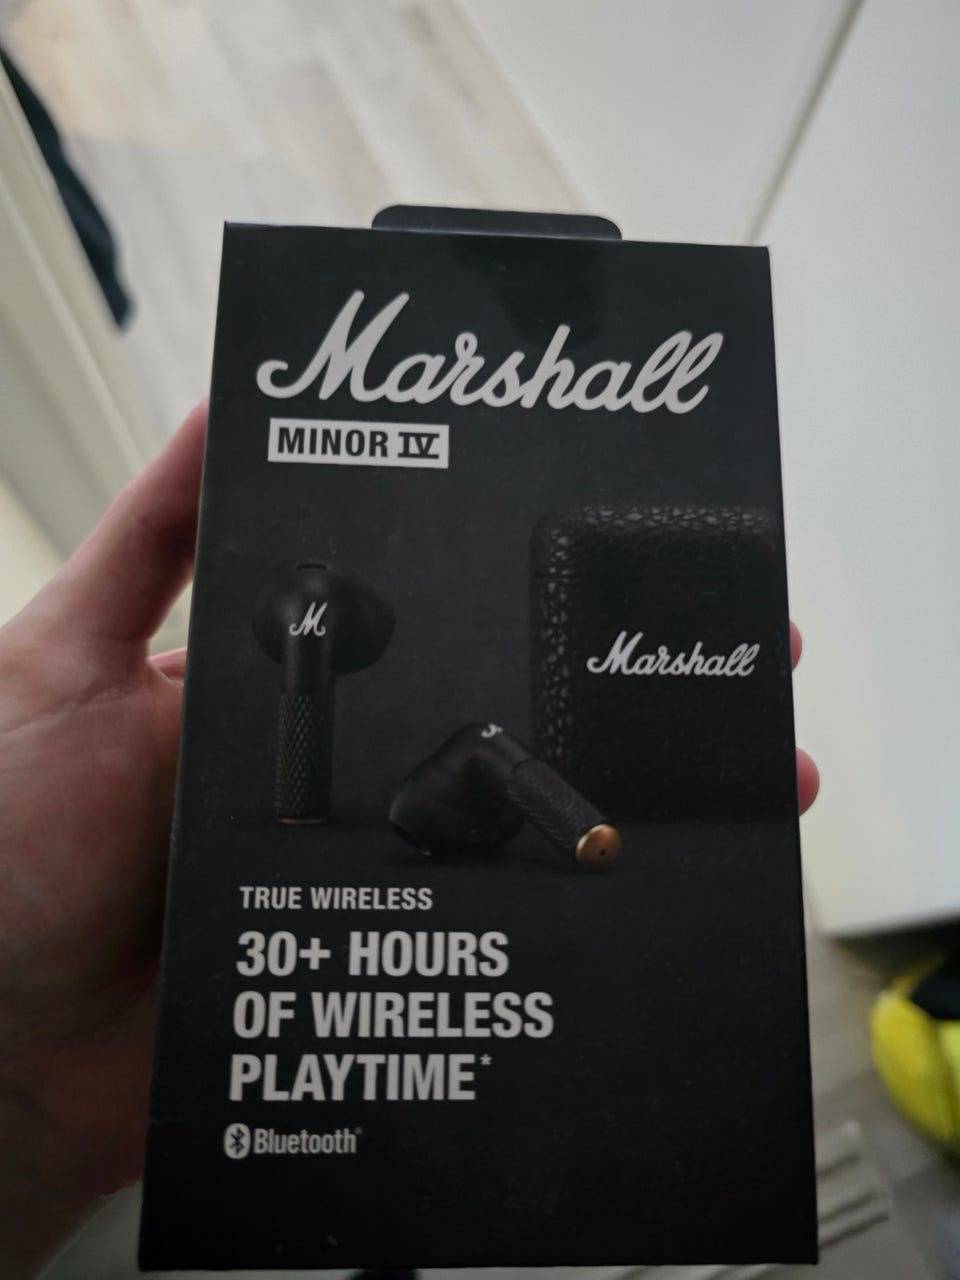 Marshall
MINOR IV
M
Marshall
TRUE WIRELESS
30+ HOURS
OF WIRELESS
PLAYTIME*
Bluetooth®